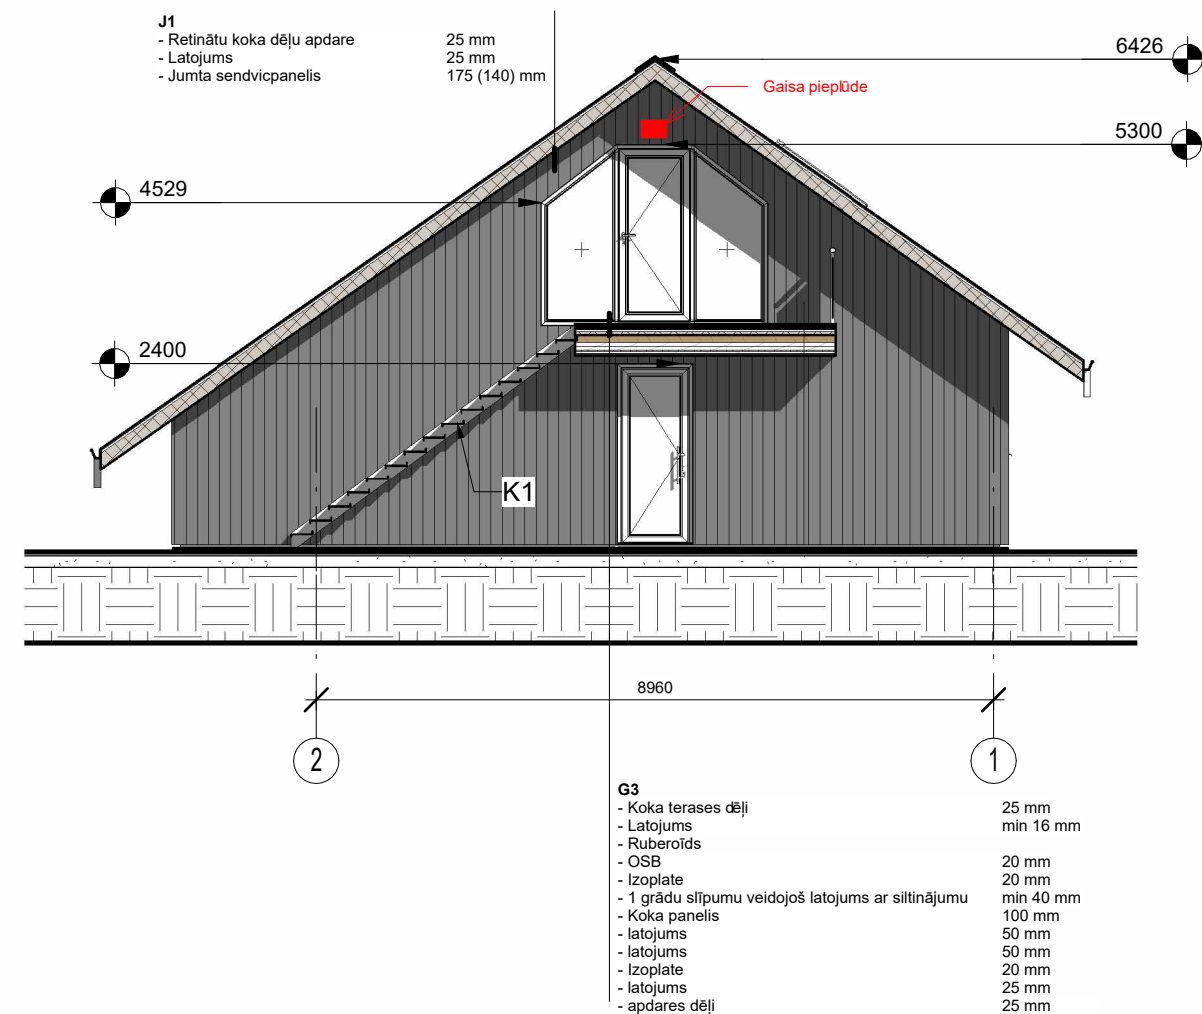 J1
- Retinātu koka dēļu apdare 25 mm
- Latojums 25 mm
- Jumta sendvicpanelis 175 (140) mm
6426
Gaisa pieplūde
5300
4529
2400
K1
8960
2 1
G3
- Koka terases dēļi 25 mm
- Latojums min 16 mm
- Ruberoīds
- OSB 20 mm
- Izoplate 20 mm
- 1 grādu slīpumu veidojoš latojums ar siltinājumu min 40 mm
- Koka panelis 100 mm
- latojums 50 mm
- latojums 50 mm
- Izoplate 20 mm
- latojums 25 mm
- apdares dēļi 25 mm